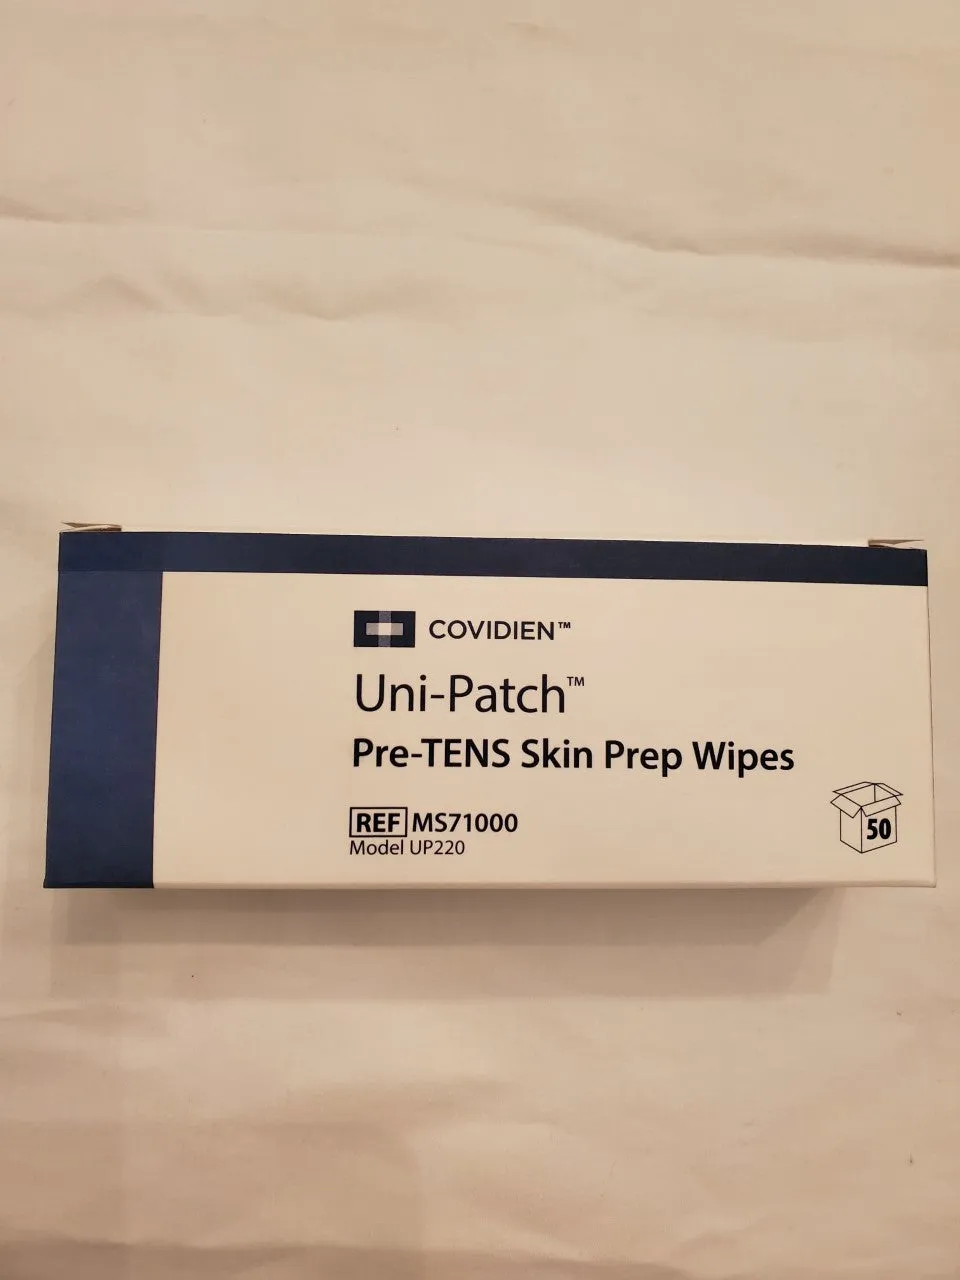 COVIDIEN™
Uni-Patch™
Pre-TENS Skin Prep Wipes
REF MS71000
Model UP220
50